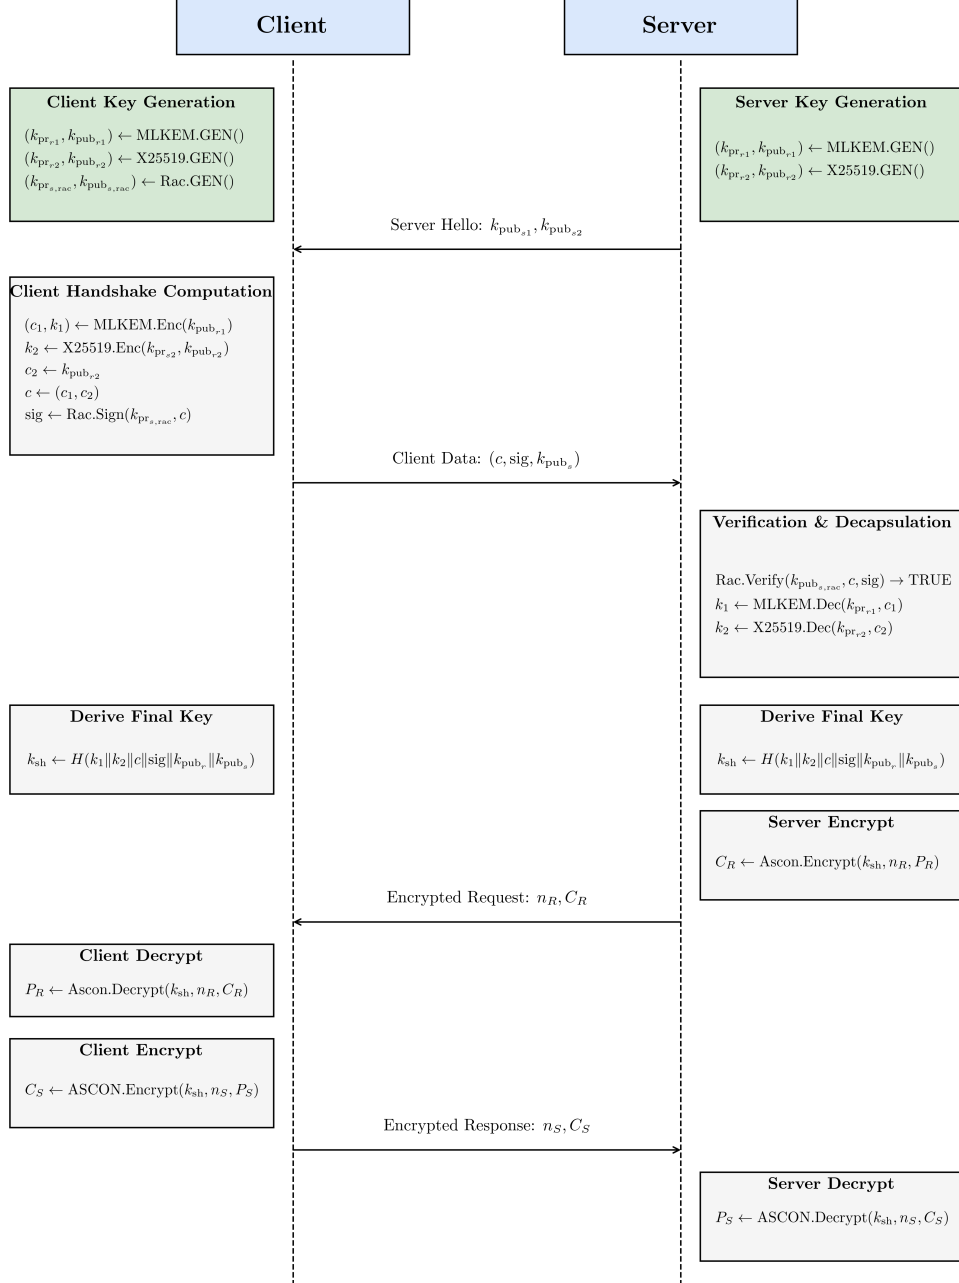 Client
Server
Client Key Generation
(k_{pr_{r1}}, k_{pub_{r1}}) ← MLKEM.GEN()
(k_{pr_{r2}}, k_{pub_{r2}}) ← X25519.GEN()
(k_{pr_{s,rac}}, k_{pub_{s,rac}}) ← Rac.GEN()
Server Key Generation
(k_{pr_{r1}}, k_{pub_{r1}}) ← MLKEM.GEN()
(k_{pr_{r2}}, k_{pub_{r2}}) ← X25519.GEN()
Server Hello: k_{pub_{s1}}, k_{pub_{s2}}
Client Handshake Computation
(c_1, k_1) ← MLKEM.Enc(k_{pub_{r1}})
k_2 ← X25519.Enc(k_{pr_{s2}}, k_{pub_{r2}})
c_2 ← k_{pub_{r2}}
c ← (c_1, c_2)
sig ← Rac.Sign(k_{pr_{s,rac}}, c)
Client Data: (c, sig, k_{pub_s})
Verification & Decapsulation
Rac.Verify(k_{pub_{s,rac}}, c, sig) → TRUE
k_1 ← MLKEM.Dec(k_{pr_{r1}}, c_1)
k_2 ← X25519.Dec(k_{pr_{r2}}, c_2)
Derive Final Key
k_{sh} ← H(k_1‖k_2‖c‖sig‖k_{pub_r}‖k_{pub_s})
Derive Final Key
k_{sh} ← H(k_1‖k_2‖c‖sig‖k_{pub_r}‖k_{pub_s})
Server Encrypt
C_R ← Ascon.Encrypt(k_{sh}, n_R, P_R)
Encrypted Request: n_R, C_R
Client Decrypt
P_R ← Ascon.Decrypt(k_{sh}, n_R, C_R)
Client Encrypt
C_S ← ASCON.Encrypt(k_{sh}, n_S, P_S)
Encrypted Response: n_S, C_S
Server Decrypt
P_S ← ASCON.Decrypt(k_{sh}, n_S, C_S)